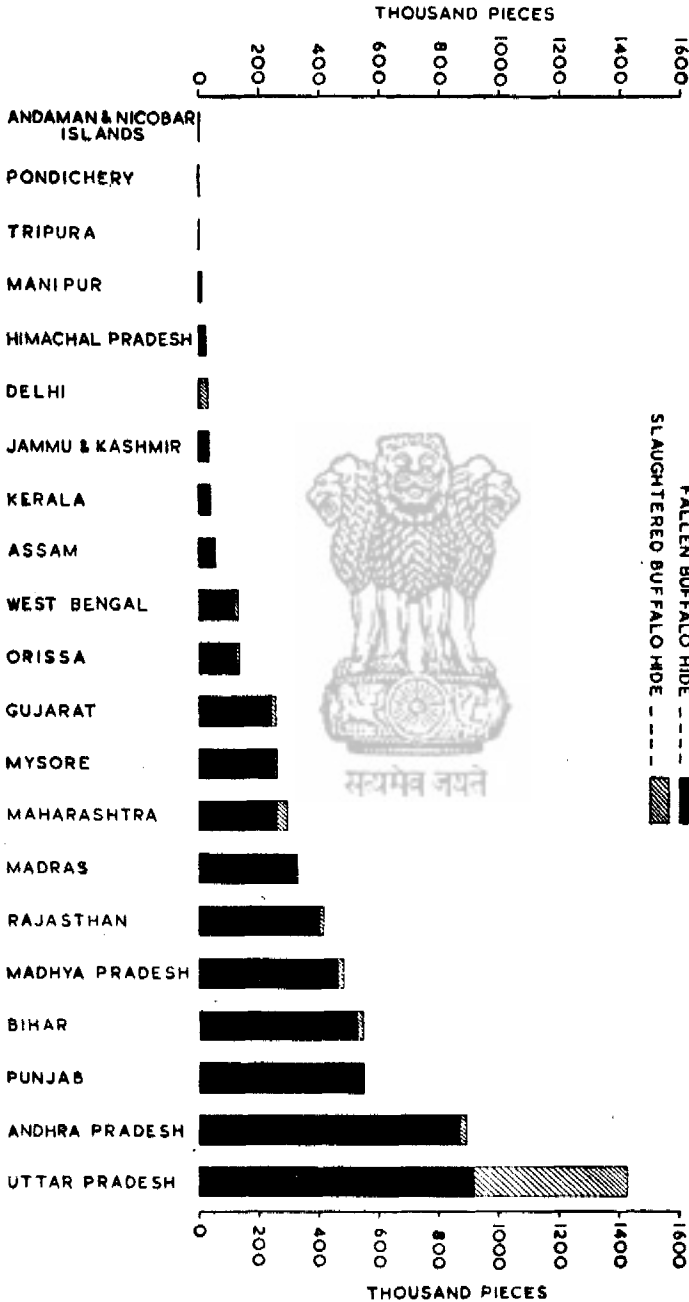 THOUSAND PIECES
0 200 400 600 800 1000 1200 1400 1600
ANDAMAN & NICOBAR
ISLANDS
PONDICHERY
TRIPURA
MANIPUR
HIMACHAL PRADESH
DELHI
JAMMU & KASHMIR
KERALA
ASSAM
WEST BENGAL
ORISSA
GUJARAT
MYSORE
MAHARASHTRA
MADRAS
RAJASTHAN
MADHYA PRADESH
BIHAR
PUNJAB
ANDHRA PRADESH
UTTAR PRADESH
0 200 400 600 800 1000 1200 1400 1600
THOUSAND PIECES
FALLEN BUFFALO HIDE ----
SLAUGHTERED BUFFALO HIDE ----
सत्यमेव जयते